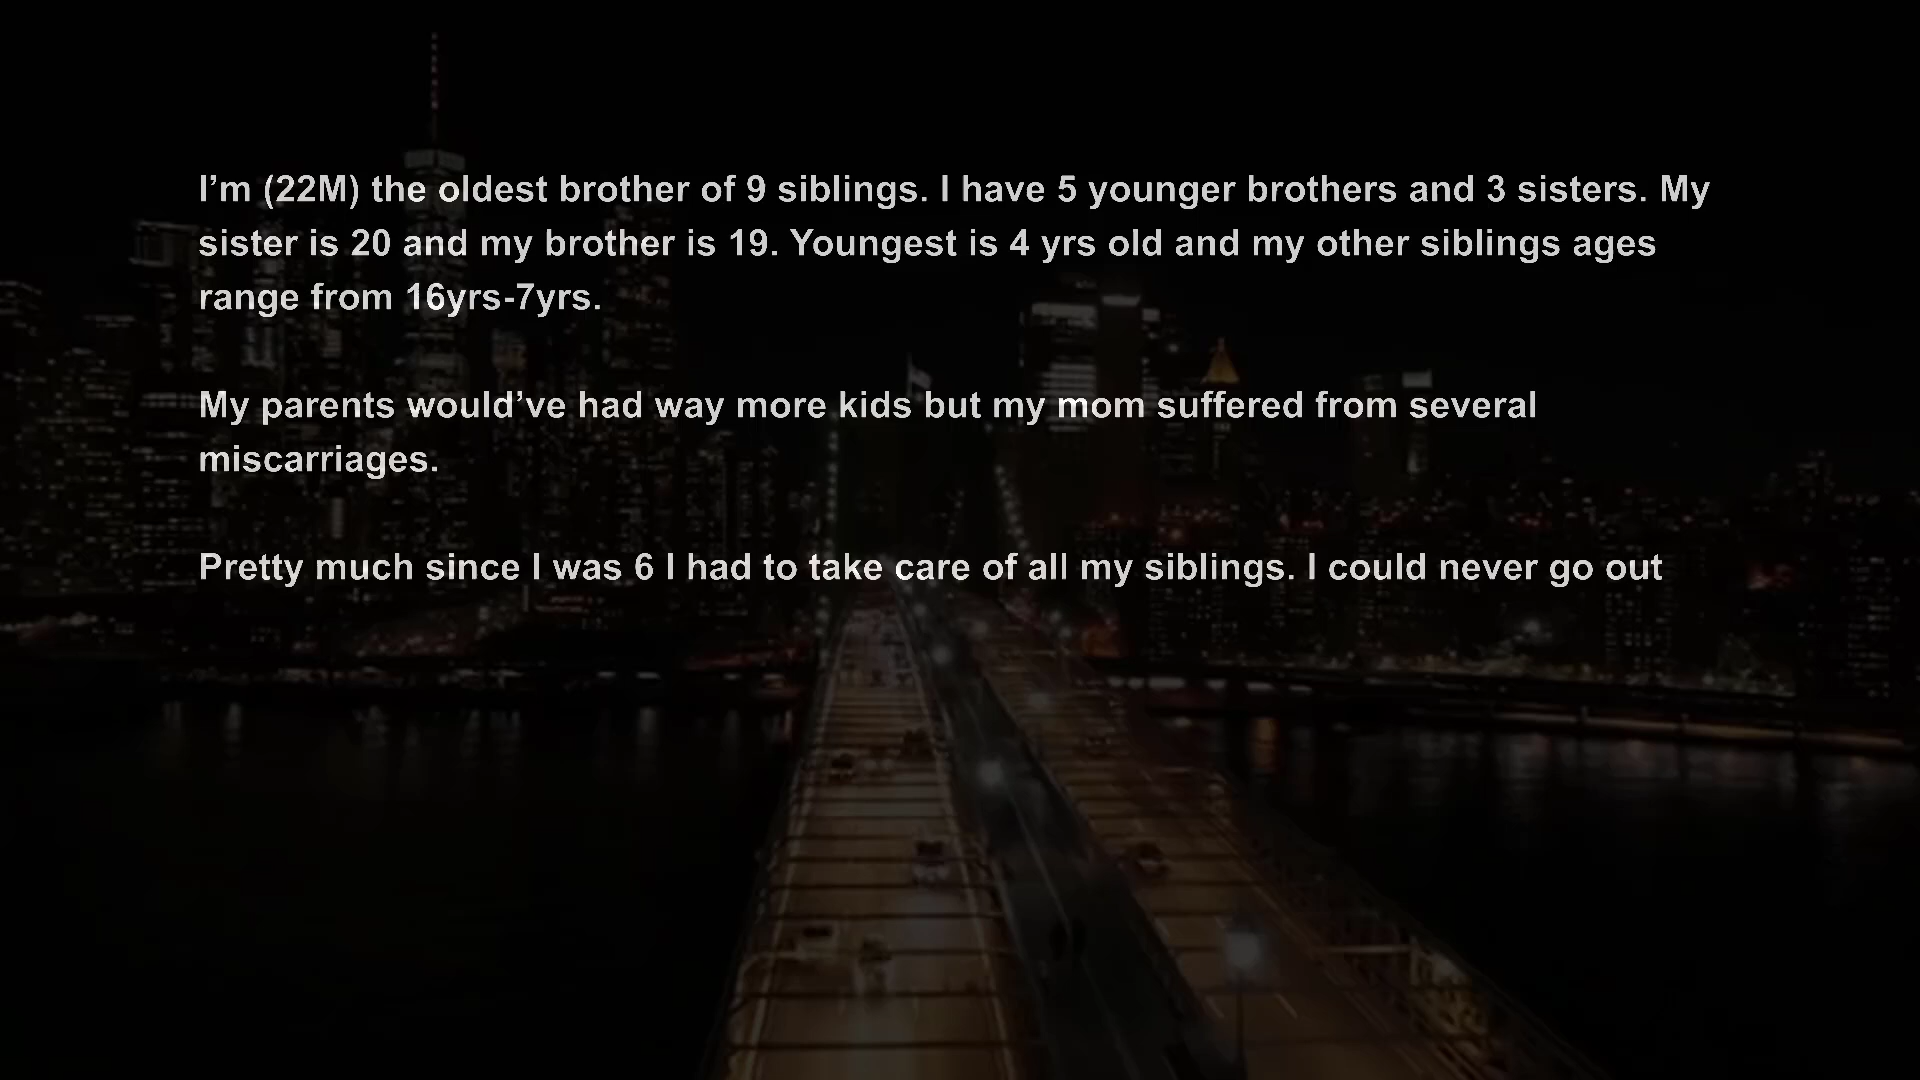 I’m (22M) the oldest brother of 9 siblings. I have 5 younger brothers and 3 sisters. My
sister is 20 and my brother is 19. Youngest is 4 yrs old and my other siblings ages
range from 16yrs-7yrs.
My parents would’ve had way more kids but my mom suffered from several
miscarriages.
Pretty much since I was 6 I had to take care of all my siblings. I could never go out